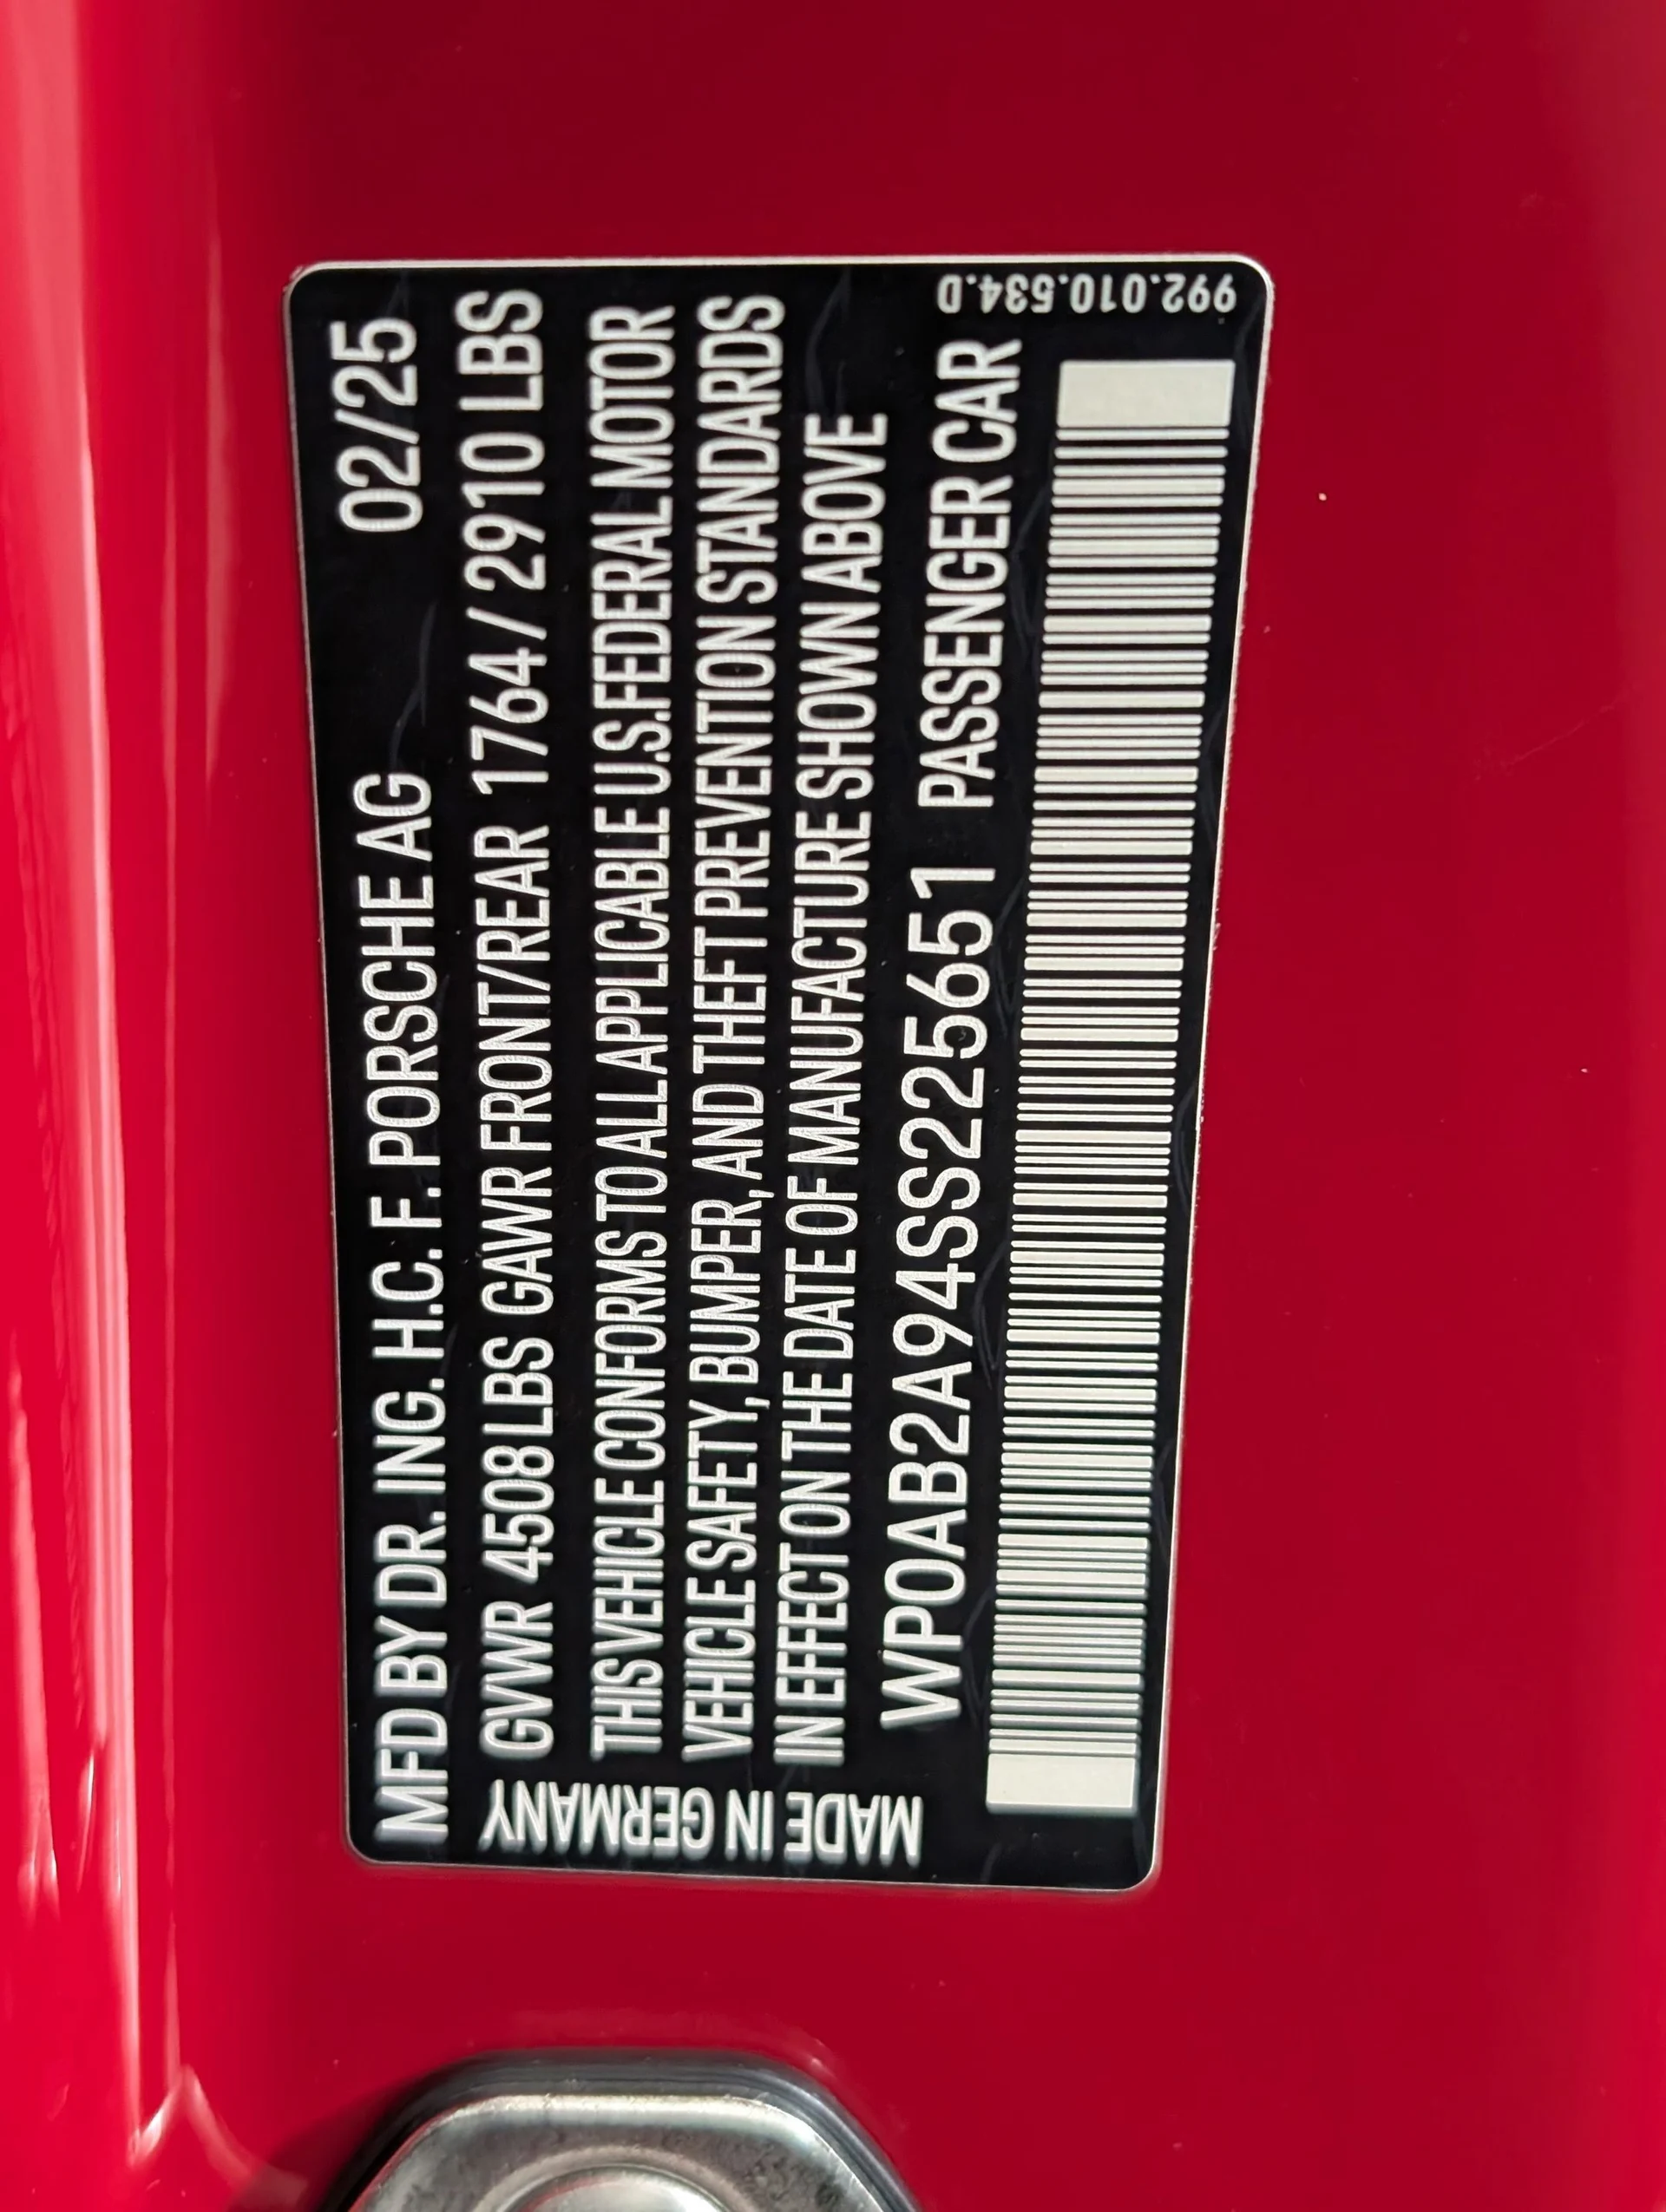 MFD BY DR. ING. H.C. F. PORSCHE AG 02/25
GVWR 4508 LBS GAWR FRONT/REAR 1764 / 2910 LBS
THIS VEHICLE CONFORMS TO ALL APPLICABLE U.S. FEDERAL MOTOR
VEHICLE SAFETY, BUMPER, AND THEFT PREVENTION STANDARDS
IN EFFECT ON THE DATE OF MANUFACTURE SHOWN ABOVE
WP0AB2A94SS225651 PASSENGER CAR
MADE IN GERMANY
992.010.534.D